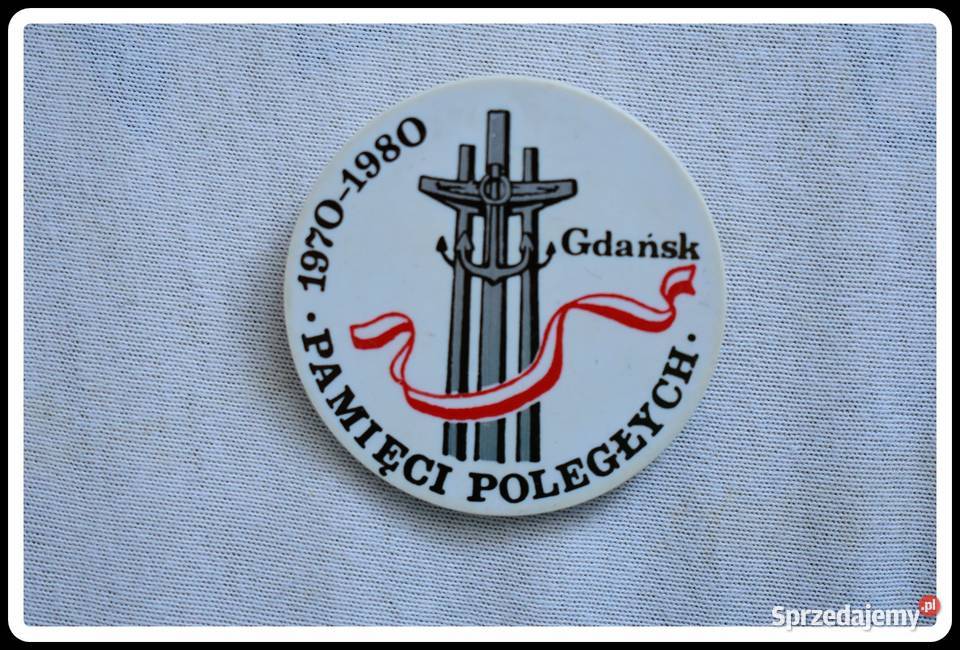 1970-1980
Gdańsk
· PAMIĘCI POLEGŁYCH ·
Sprzedajemy.pl